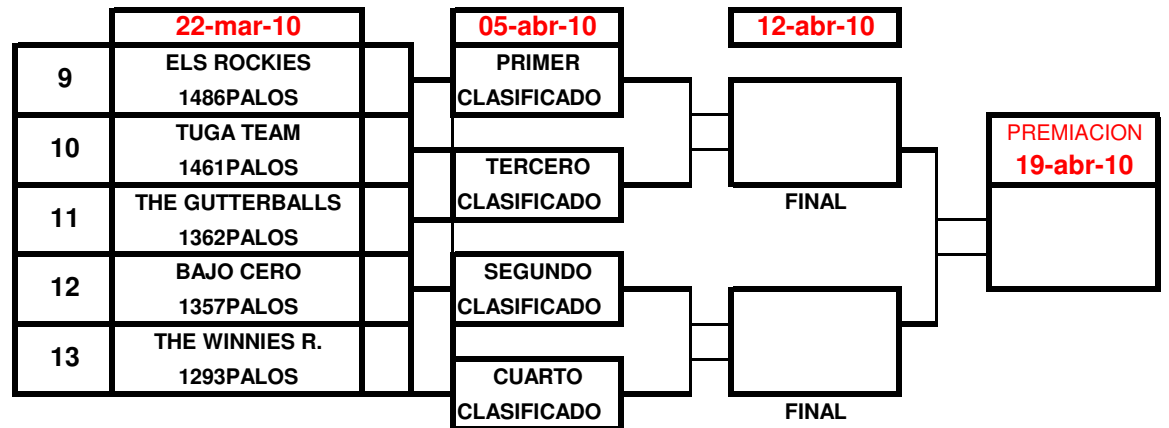 22-mar-10
05-abr-10
12-abr-10
9
ELS ROCKIES
1486PALOS
10
TUGA TEAM
1461PALOS
11
THE GUTTERBALLS
1362PALOS
12
BAJO CERO
1357PALOS
13
THE WINNIES R.
1293PALOS
PRIMER
CLASIFICADO
TERCERO
CLASIFICADO
SEGUNDO
CLASIFICADO
CUARTO
CLASIFICADO
FINAL
FINAL
PREMIACION
19-abr-10